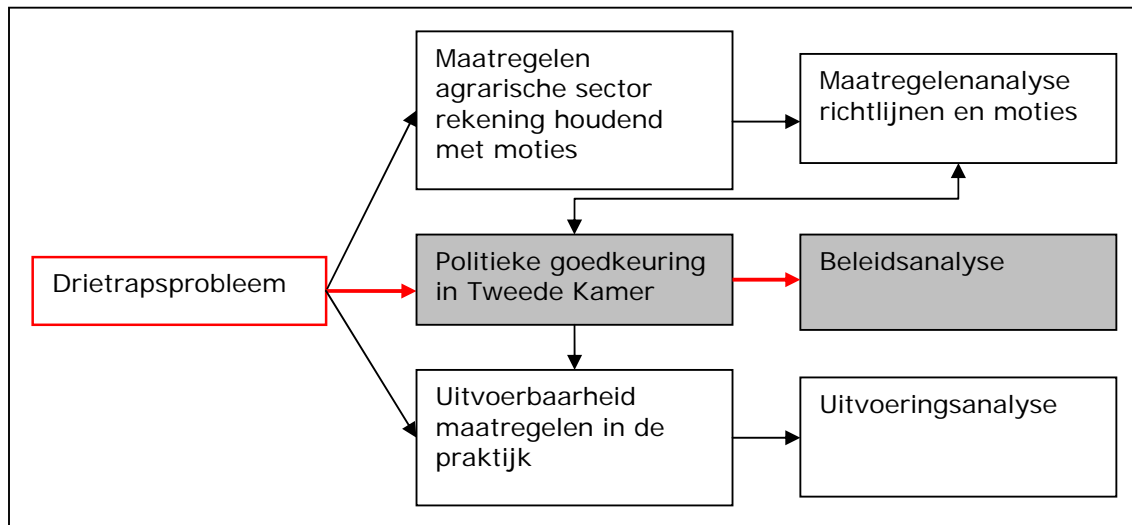 Maatregelen
agrarische sector
rekening houdend
met moties
Maatregelenanalyse
richtlijnen en moties
Drietrapsprobleem
Politieke goedkeuring
in Tweede Kamer
Beleidsanalyse
Uitvoerbaarheid
maatregelen in de
praktijk
Uitvoeringsanalyse